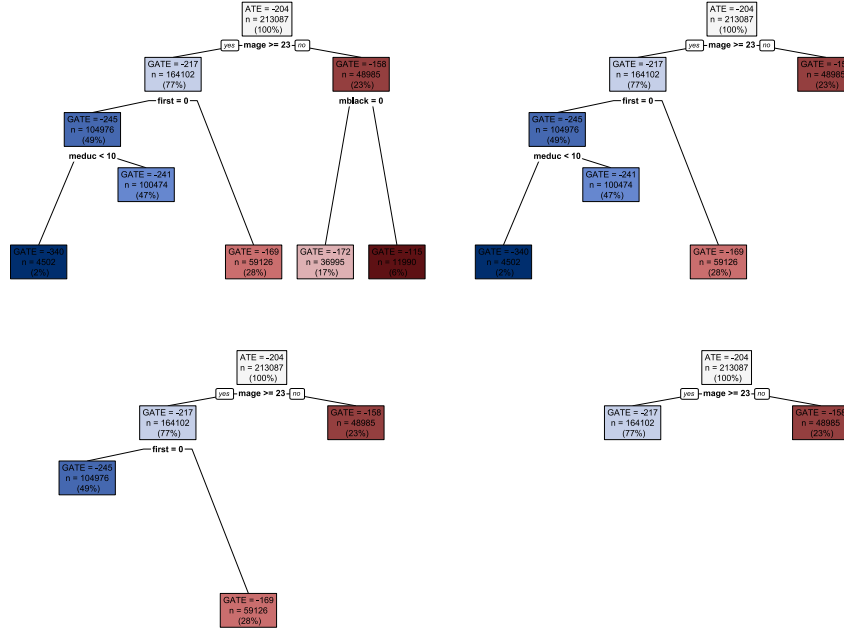 ATE = -204
n = 213087
(100%)
yes mage >= 23 no
GATE = -217
n = 164102
(77%)
GATE = -158
n = 48985
(23%)
first = 0
mblack = 0
GATE = -245
n = 104976
(49%)
meduc < 10
GATE = -241
n = 100474
(47%)
GATE = -340
n = 4502
(2%)
GATE = -169
n = 59126
(28%)
GATE = -172
n = 36995
(17%)
GATE = -115
n = 11990
(6%)
ATE = -204
n = 213087
(100%)
yes mage >= 23 no
GATE = -217
n = 164102
(77%)
GATE = -158
n = 48985
(23%)
first = 0
GATE = -245
n = 104976
(49%)
meduc < 10
GATE = -241
n = 100474
(47%)
GATE = -340
n = 4502
(2%)
GATE = -169
n = 59126
(28%)
ATE = -204
n = 213087
(100%)
yes mage >= 23 no
GATE = -217
n = 164102
(77%)
GATE = -158
n = 48985
(23%)
first = 0
GATE = -245
n = 104976
(49%)
GATE = -169
n = 59126
(28%)
ATE = -204
n = 213087
(100%)
yes mage >= 23 no
GATE = -217
n = 164102
(77%)
GATE = -158
n = 48985
(23%)